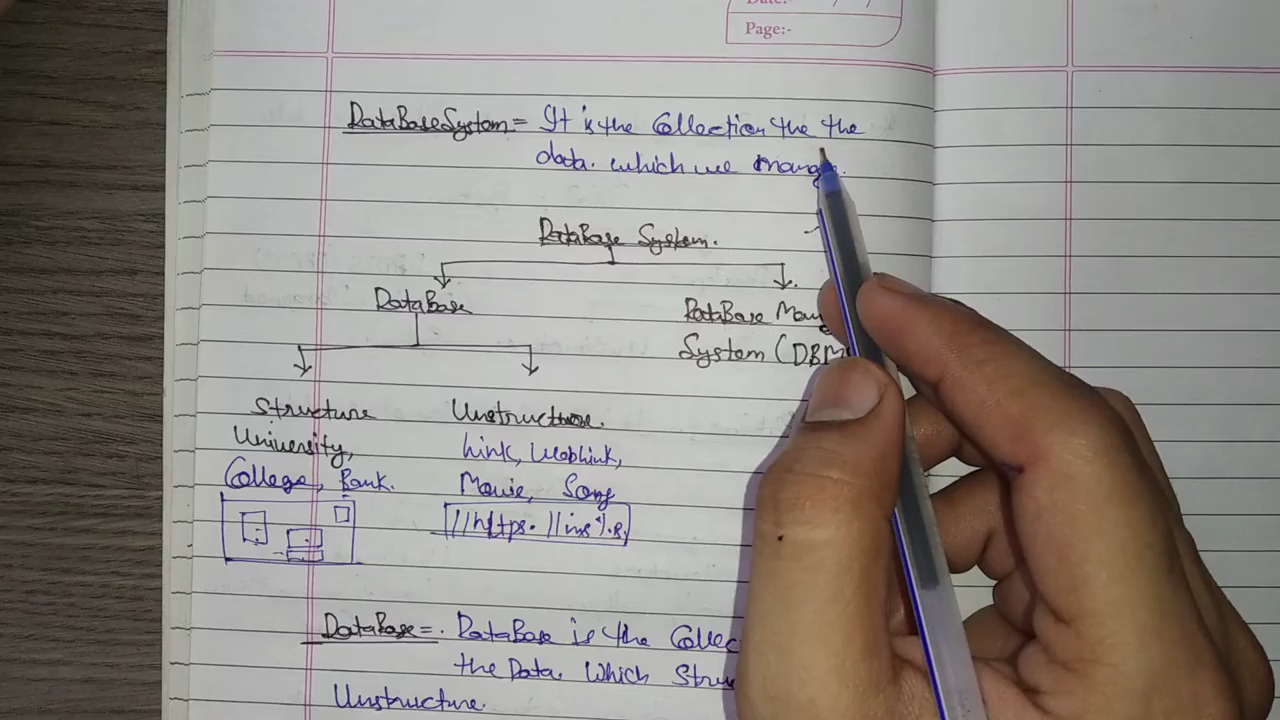 Date:-
Page:-
DataBaseSystem = It is the Collection the the
data. which we manage.
DataBase System.
DataBase
DataBase Man
System (DBM
Structure
Unstructure.
University,
Link, Weblink,
College, Bank.
Movie, Song
//https.
DataBase =. DataBase is the Collec
the Data. Which Stru
Unstructure.